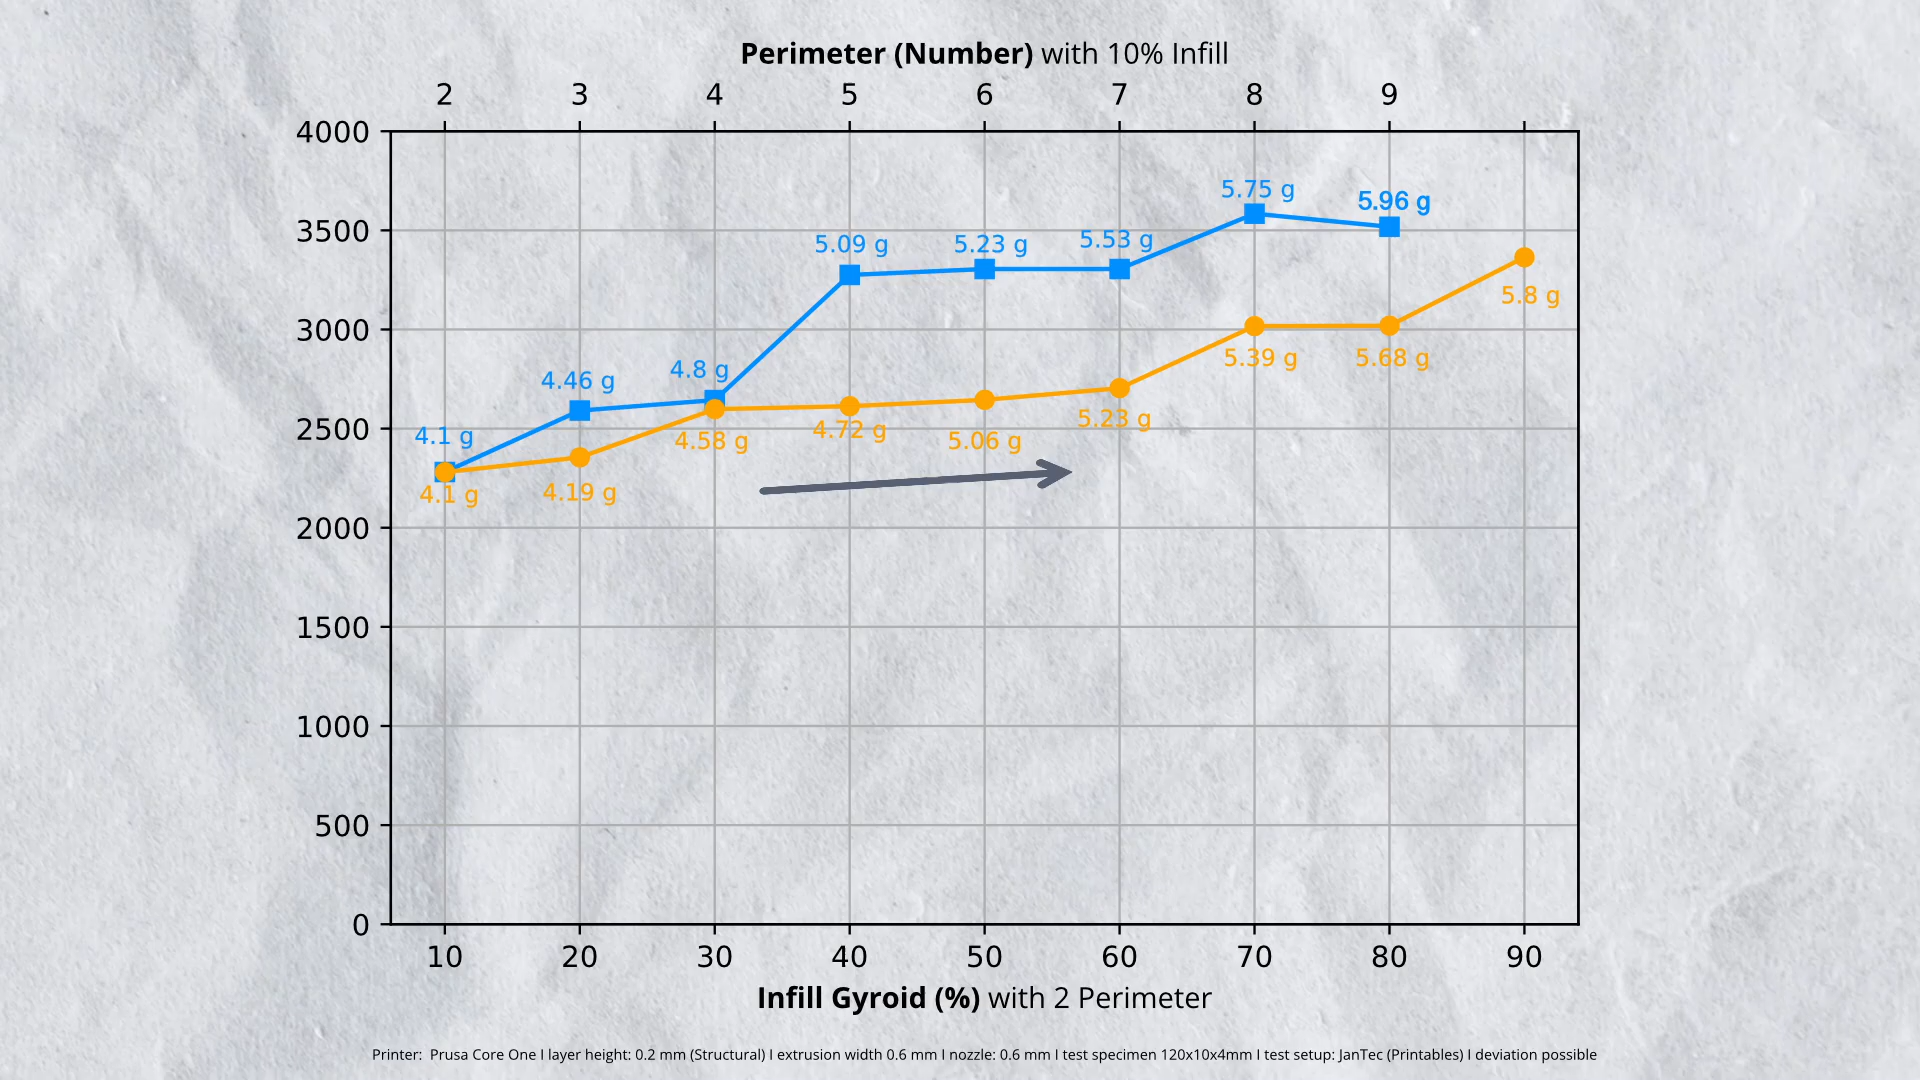 Perimeter (Number) with 10% Infill
2 3 4 5 6 7 8 9
4000
3500
3000
2500
2000
1500
1000
500
0
4.1 g
4.46 g
4.8 g
5.09 g
5.23 g
5.53 g
5.75 g
5.96 g
4.1 g
4.19 g
4.58 g
4.72 g
5.06 g
5.23 g
5.39 g
5.68 g
5.8 g
10 20 30 40 50 60 70 80 90
Infill Gyroid (%) with 2 Perimeter
Printer: Prusa Core One I layer height: 0.2 mm (Structural) I extrusion width 0.6 mm I nozzle: 0.6 mm I test specimen 120x10x4mm I test setup: JanTec (Printables) I deviation possible